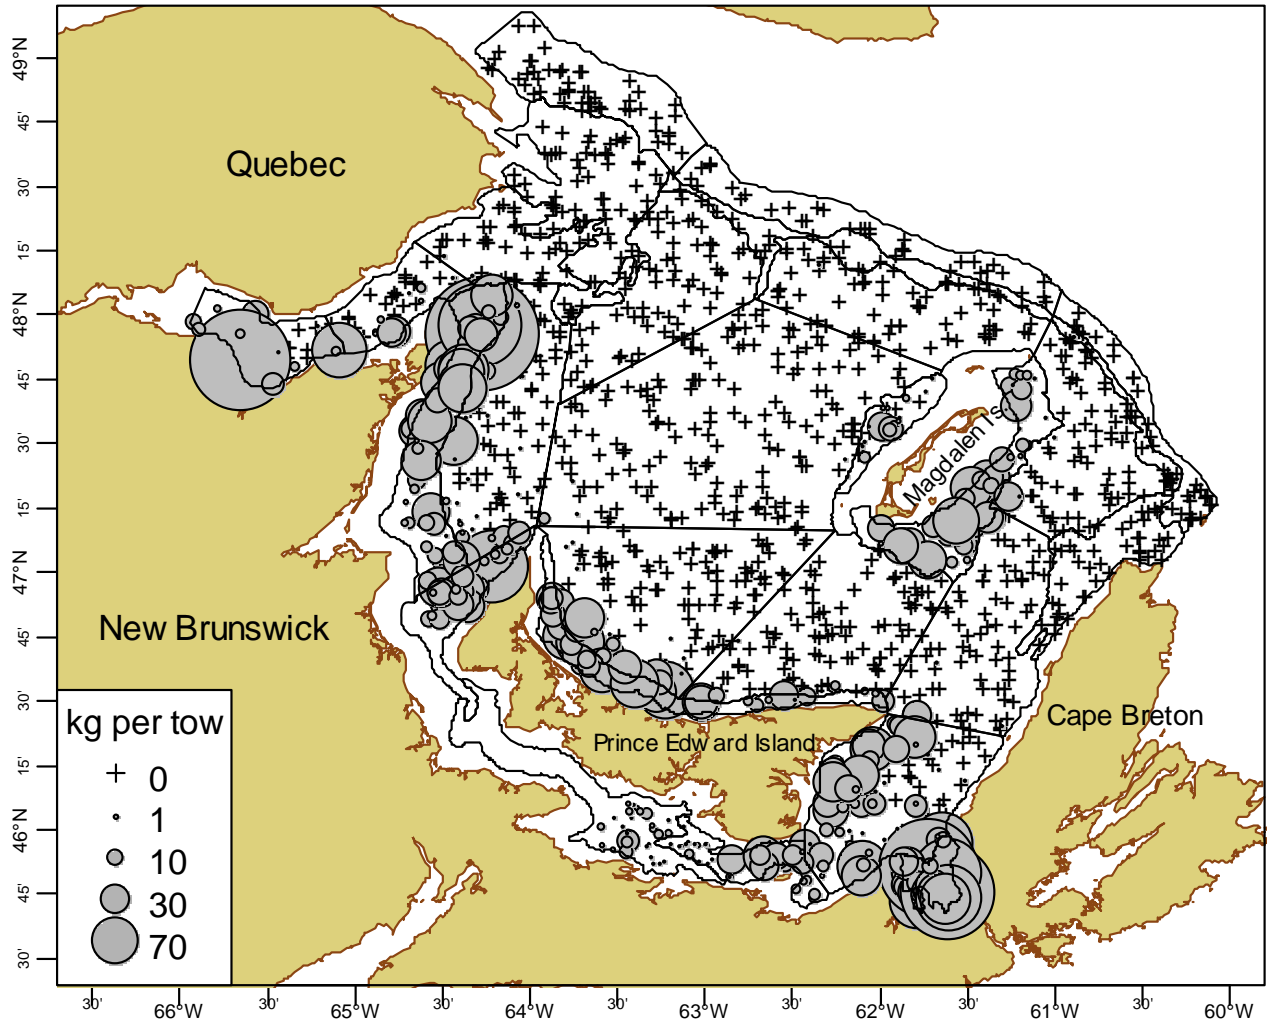 49°N
45'
30'
15'
48°N
45'
30'
15'
47°N
45'
30'
15'
46°N
45'
30'
Quebec
New Brunswick
Magdalen Is
Prince Edward Island
Cape Breton
kg per tow
0
1
10
30
70
30' 66°W 30' 65°W 30' 64°W 30' 63°W 30' 62°W 30' 61°W 30' 60°W